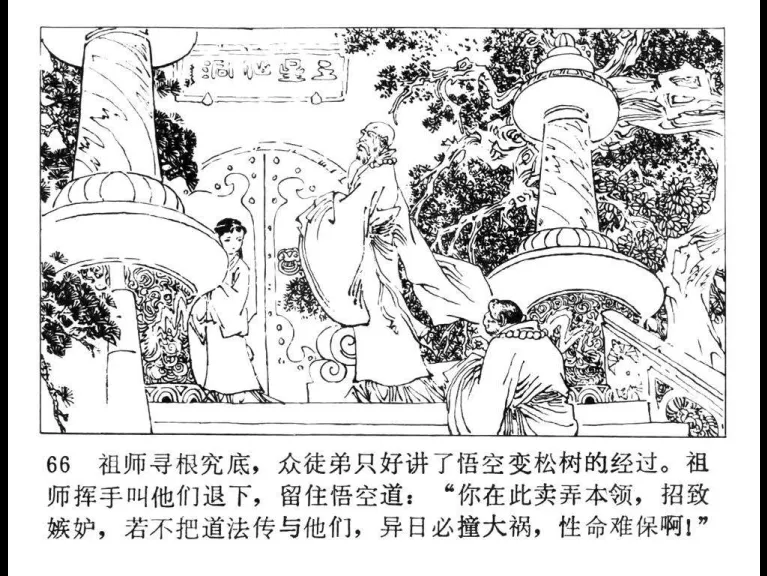 三星洞
66 祖师寻根究底，众徒弟只好讲了悟空变松树的经过。祖
师挥手叫他们退下，留住悟空道：“你在此卖弄本领，招致
嫉妒，若不把道法传与他们，异日必撞大祸，性命难保啊!”